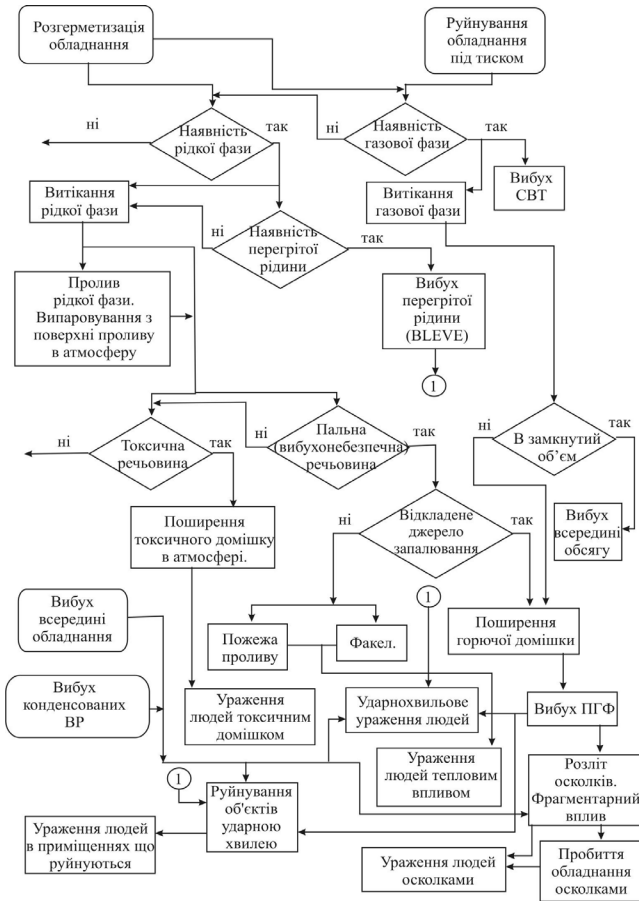 Розгерметизація
обладнання
Руйнування
обладнання
під тиском
ні
Наявність
рідкої фази
так
ні
Наявність
газової фази
так
Вибух
СВТ
Витікання
рідкої фази
ні
Наявність
перегрітої
рідини
так
Витікання
газової фази
Пролив
рідкої фази.
Випаровування з
поверхні проливу
в атмосферу
Вибух
перегрітої
рідини
(BLEVE)
1
ні
Токсична
речовина
так
ні
Пальна
(вибухонебезпечна)
речьовина
так
ні
В замкнутий
об’єм
так
Поширення
токсичного домішку
в атмосфері.
ні
Відкладене
джерело
запалювання
так
Вибух
всередині
обсягу
Вибух
всередині
обладнання
1
Пожежа
проливу
Факел.
Поширення
горючої домішки
Вибух
конденсованих
ВР
Ураження
людей токсичним
домішком
Ударнохвильове
ураження людей
Вибух ПГФ
1
Руйнування
об'єктів
ударною
хвилею
Ураження
людей тепловим
впливом
Розліт
осколків.
Фрагментарний
вплив
Ураження людей
в приміщеннях що
руйнуються
Ураження людей
осколками
Пробиття
обладнання
осколками